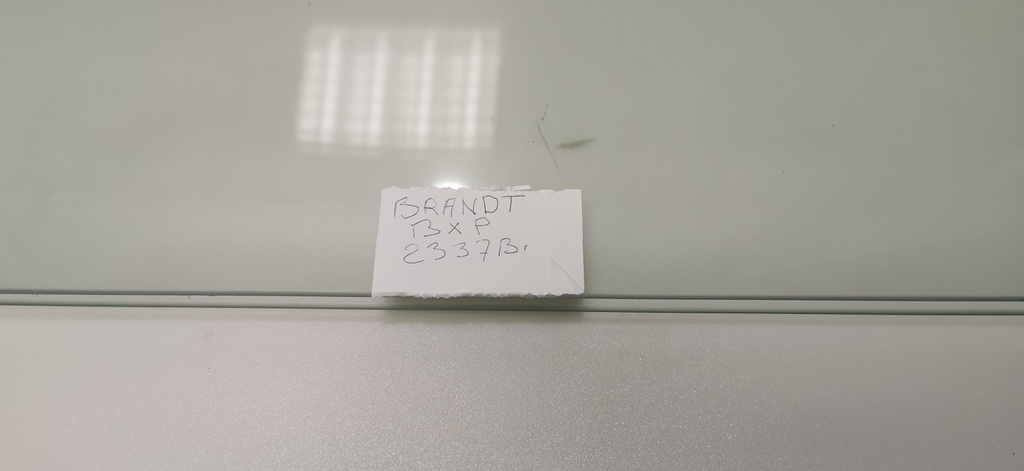 BRANDT
BXP
2337B.